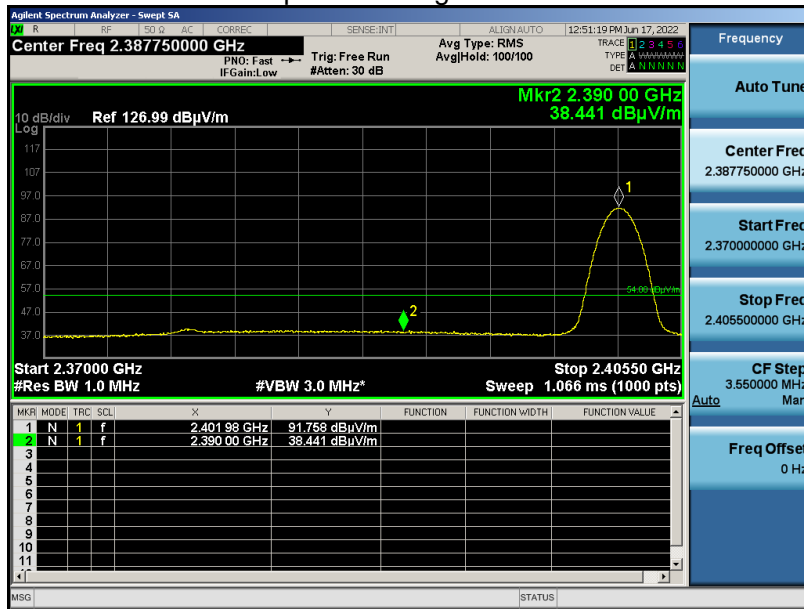 Agilent Spectrum Analyzer - Swept SA
LXI R RF 50 Ω AC CORREC SENSE:INT ALIGN AUTO 12:51:19 PM Jun 17, 2022
Center Freq 2.387750000 GHz
PNO: Fast
IFGain:Low
Trig: Free Run
#Atten: 30 dB
Avg Type: RMS
Avg|Hold: 100/100
TRACE 1 2 3 4 5 6
TYPE A WWWWW
DET A N N N N N
Mkr2 2.390 00 GHz
38.441 dBµV/m
10 dB/div Ref 126.99 dBµV/m
Log
117
107
97.0
87.0
77.0
67.0
57.0
47.0
37.0
1
2
54.00 dBµV/m
Start 2.37000 GHz Stop 2.40550 GHz
#Res BW 1.0 MHz #VBW 3.0 MHz* Sweep 1.066 ms (1000 pts)
MKR MODE TRC SCL X Y FUNCTION FUNCTION WIDTH FUNCTION VALUE
1 N 1 f 2.401 98 GHz 91.758 dBµV/m
2 N 1 f 2.390 00 GHz 38.441 dBµV/m
3
4
5
6
7
8
9
10
11
MSG STATUS
Frequency
Auto Tune
Center Freq
2.387750000 GHz
Start Freq
2.370000000 GHz
Stop Freq
2.405500000 GHz
CF Step
3.550000 MHz
Auto Man
Freq Offset
0 Hz